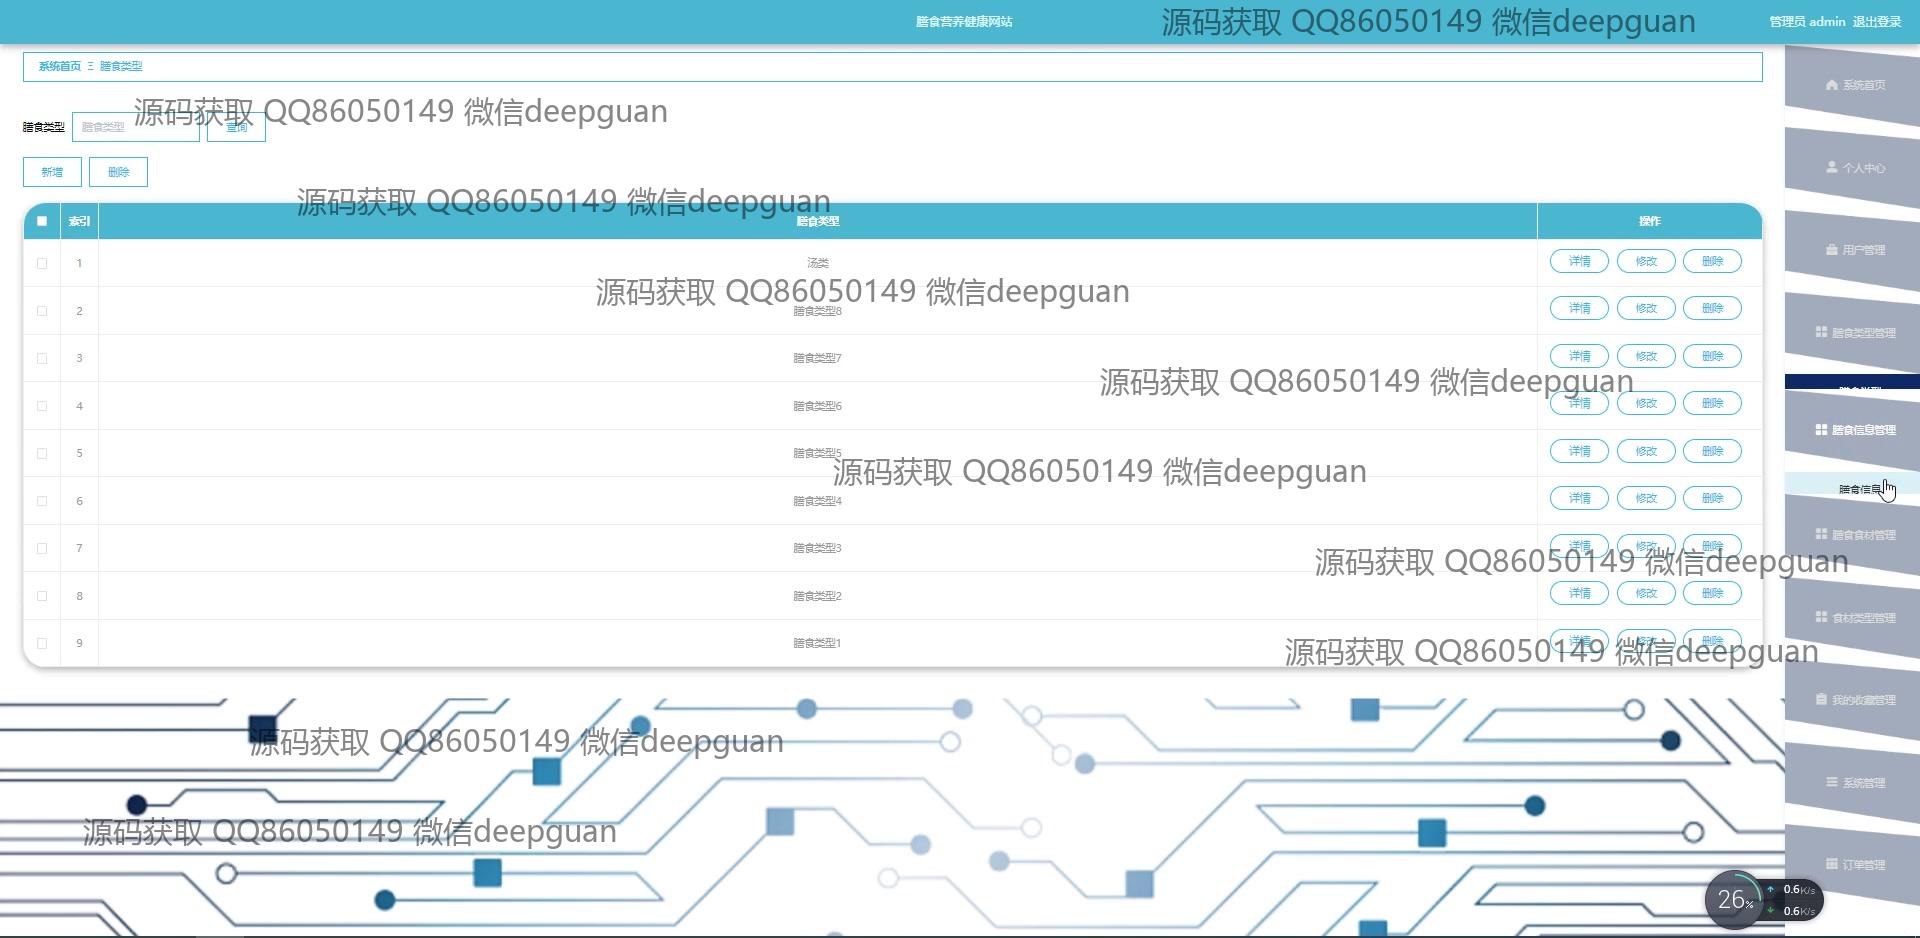 膳食营养健康网站
源码获取 QQ86050149 微信deepguan
管理员 admin 退出登录
系统首页 Ξ 膳食类型
源码获取 QQ86050149 微信deepguan
膳食类型 膳食类型 查询
新增 删除
源码获取 QQ86050149 微信deepguan
索引 膳食类型 操作
1 汤类 详情 修改 删除
源码获取 QQ86050149 微信deepguan
2 膳食类型8 详情 修改 删除
3 膳食类型7 详情 修改 删除
源码获取 QQ86050149 微信deepguan
4 膳食类型6 详情 修改 删除
5 膳食类型5 详情 修改 删除
源码获取 QQ86050149 微信deepguan
6 膳食类型4 详情 修改 删除
7 膳食类型3 详情 修改 删除
源码获取 QQ86050149 微信deepguan
8 膳食类型2 详情 修改 删除
9 膳食类型1 详情 修改 删除
源码获取 QQ86050149 微信deepguan
源码获取 QQ86050149 微信deepguan
源码获取 QQ86050149 微信deepguan
系统首页
个人中心
用户管理
膳食类型管理
膳食类型
膳食信息管理
膳食信息
膳食食材管理
食材类型管理
我的收藏管理
系统管理
订单管理
26%
0.6K/s
0.6K/s